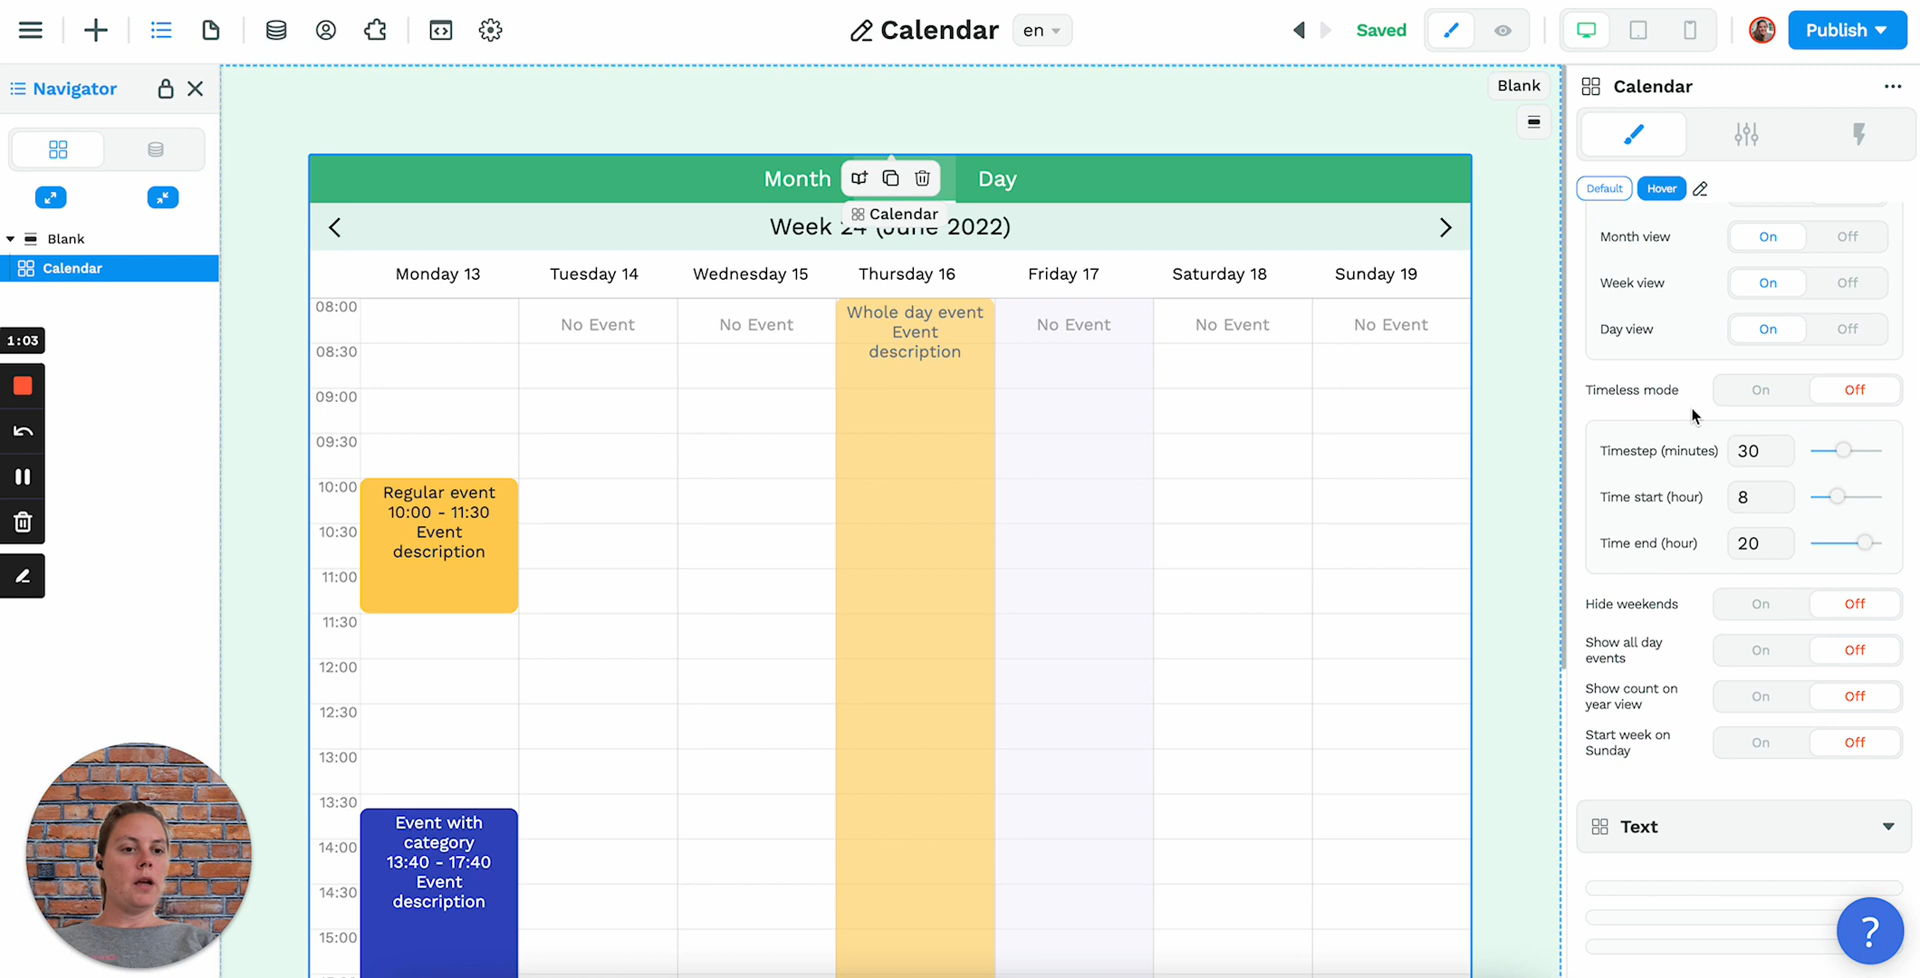 Calendar
en
Saved
Publish
Navigator
Blank
Calendar
1:03
Blank
Month
Day
Calendar
Week 24 (June 2022)
Monday 13
Tuesday 14
Wednesday 15
Thursday 16
Friday 17
Saturday 18
Sunday 19
08:00
08:30
09:00
09:30
10:00
10:30
11:00
11:30
12:00
12:30
13:00
13:30
14:00
14:30
15:00
No Event
No Event
Whole day event
Event
description
No Event
No Event
No Event
Regular event
10:00 - 11:30
Event
description
Event with
category
13:40 - 17:40
Event
description
Calendar
Default
Hover
Month view
On
Off
Week view
On
Off
Day view
On
Off
Timeless mode
On
Off
Timestep (minutes)
30
Time start (hour)
8
Time end (hour)
20
Hide weekends
On
Off
Show all day
events
On
Off
Show count on
year view
On
Off
Start week on
Sunday
On
Off
Text
?